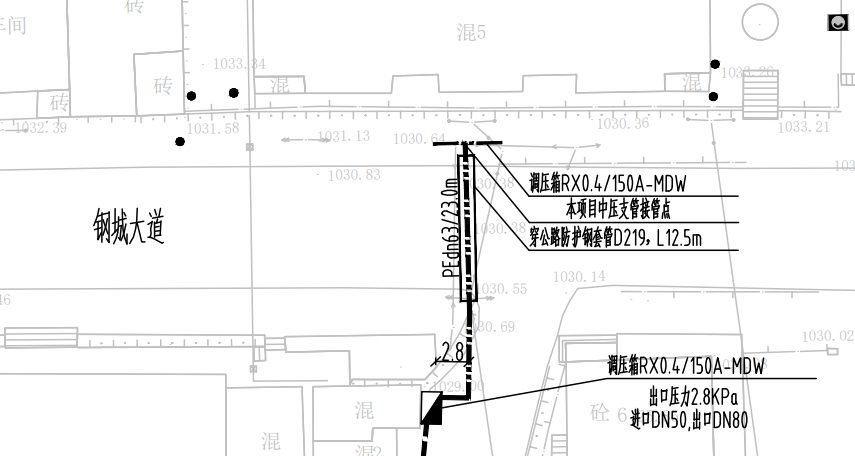 车间
砖
混5
1033.34
砖
混
混
1033.26
砖
1032.39
1031.58
1031.13
1030.64
1030.36
1033.21
1030.83
调压箱RX0.4/150A-MDW
本项目中压支管接管点
穿公路防护钢套管D219，L12.5m
PEdn63/23.0m
钢城大道
1030.14
1030.55
1030.02
2.8
调压箱RX0.4/150A-MDW
出口压力2.8KPa
进口DN50,出口DN80
混
砼 6
混
混2